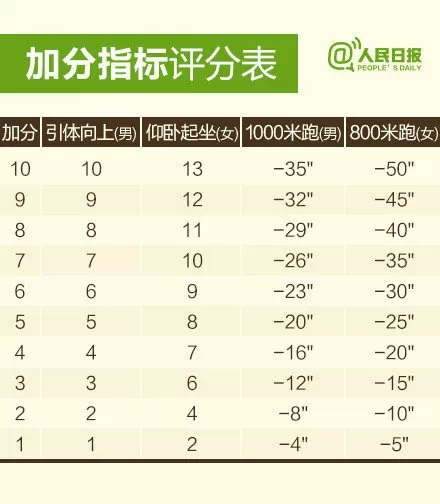 加分指标评分表
@人民日报
PEOPLE'S DAILY
加分 引体向上(男) 仰卧起坐(女) 1000米跑(男) 800米跑(女)
10 10 13 -35" -50"
9 9 12 -32" -45"
8 8 11 -29" -40"
7 7 10 -26" -35"
6 6 9 -23" -30"
5 5 8 -20" -25"
4 4 7 -16" -20"
3 3 6 -12" -15"
2 2 4 -8" -10"
1 1 2 -4" -5"